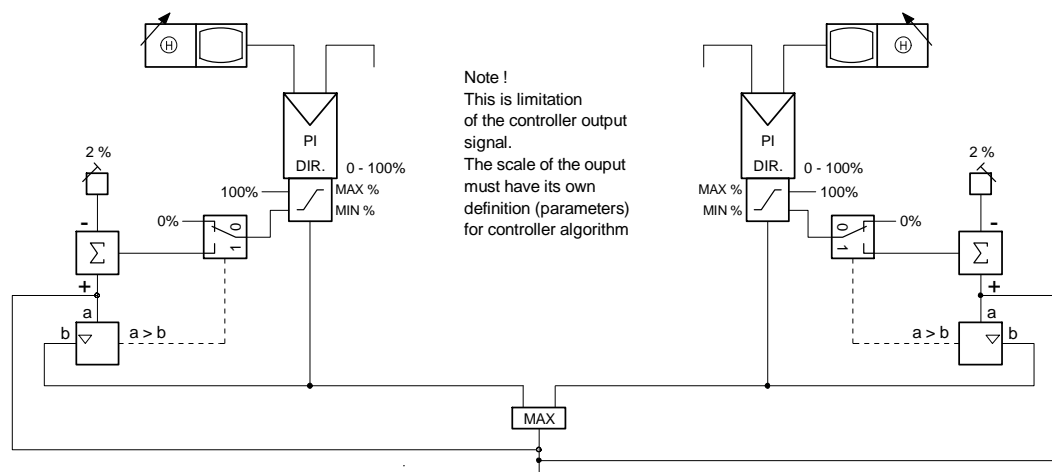 H
H
Note !
This is limitation
of the controller output
signal.
The scale of the ouput
must have its own
definition (parameters)
for controller algorithm
PI
DIR.
0 - 100%
100%
MAX %
MIN %
2 %
0%
0
1
-
Σ
+
a
b
a > b
PI
DIR.
0 - 100%
MAX %
100%
MIN %
2 %
0%
0
1
-
Σ
+
a
a > b
b
MAX